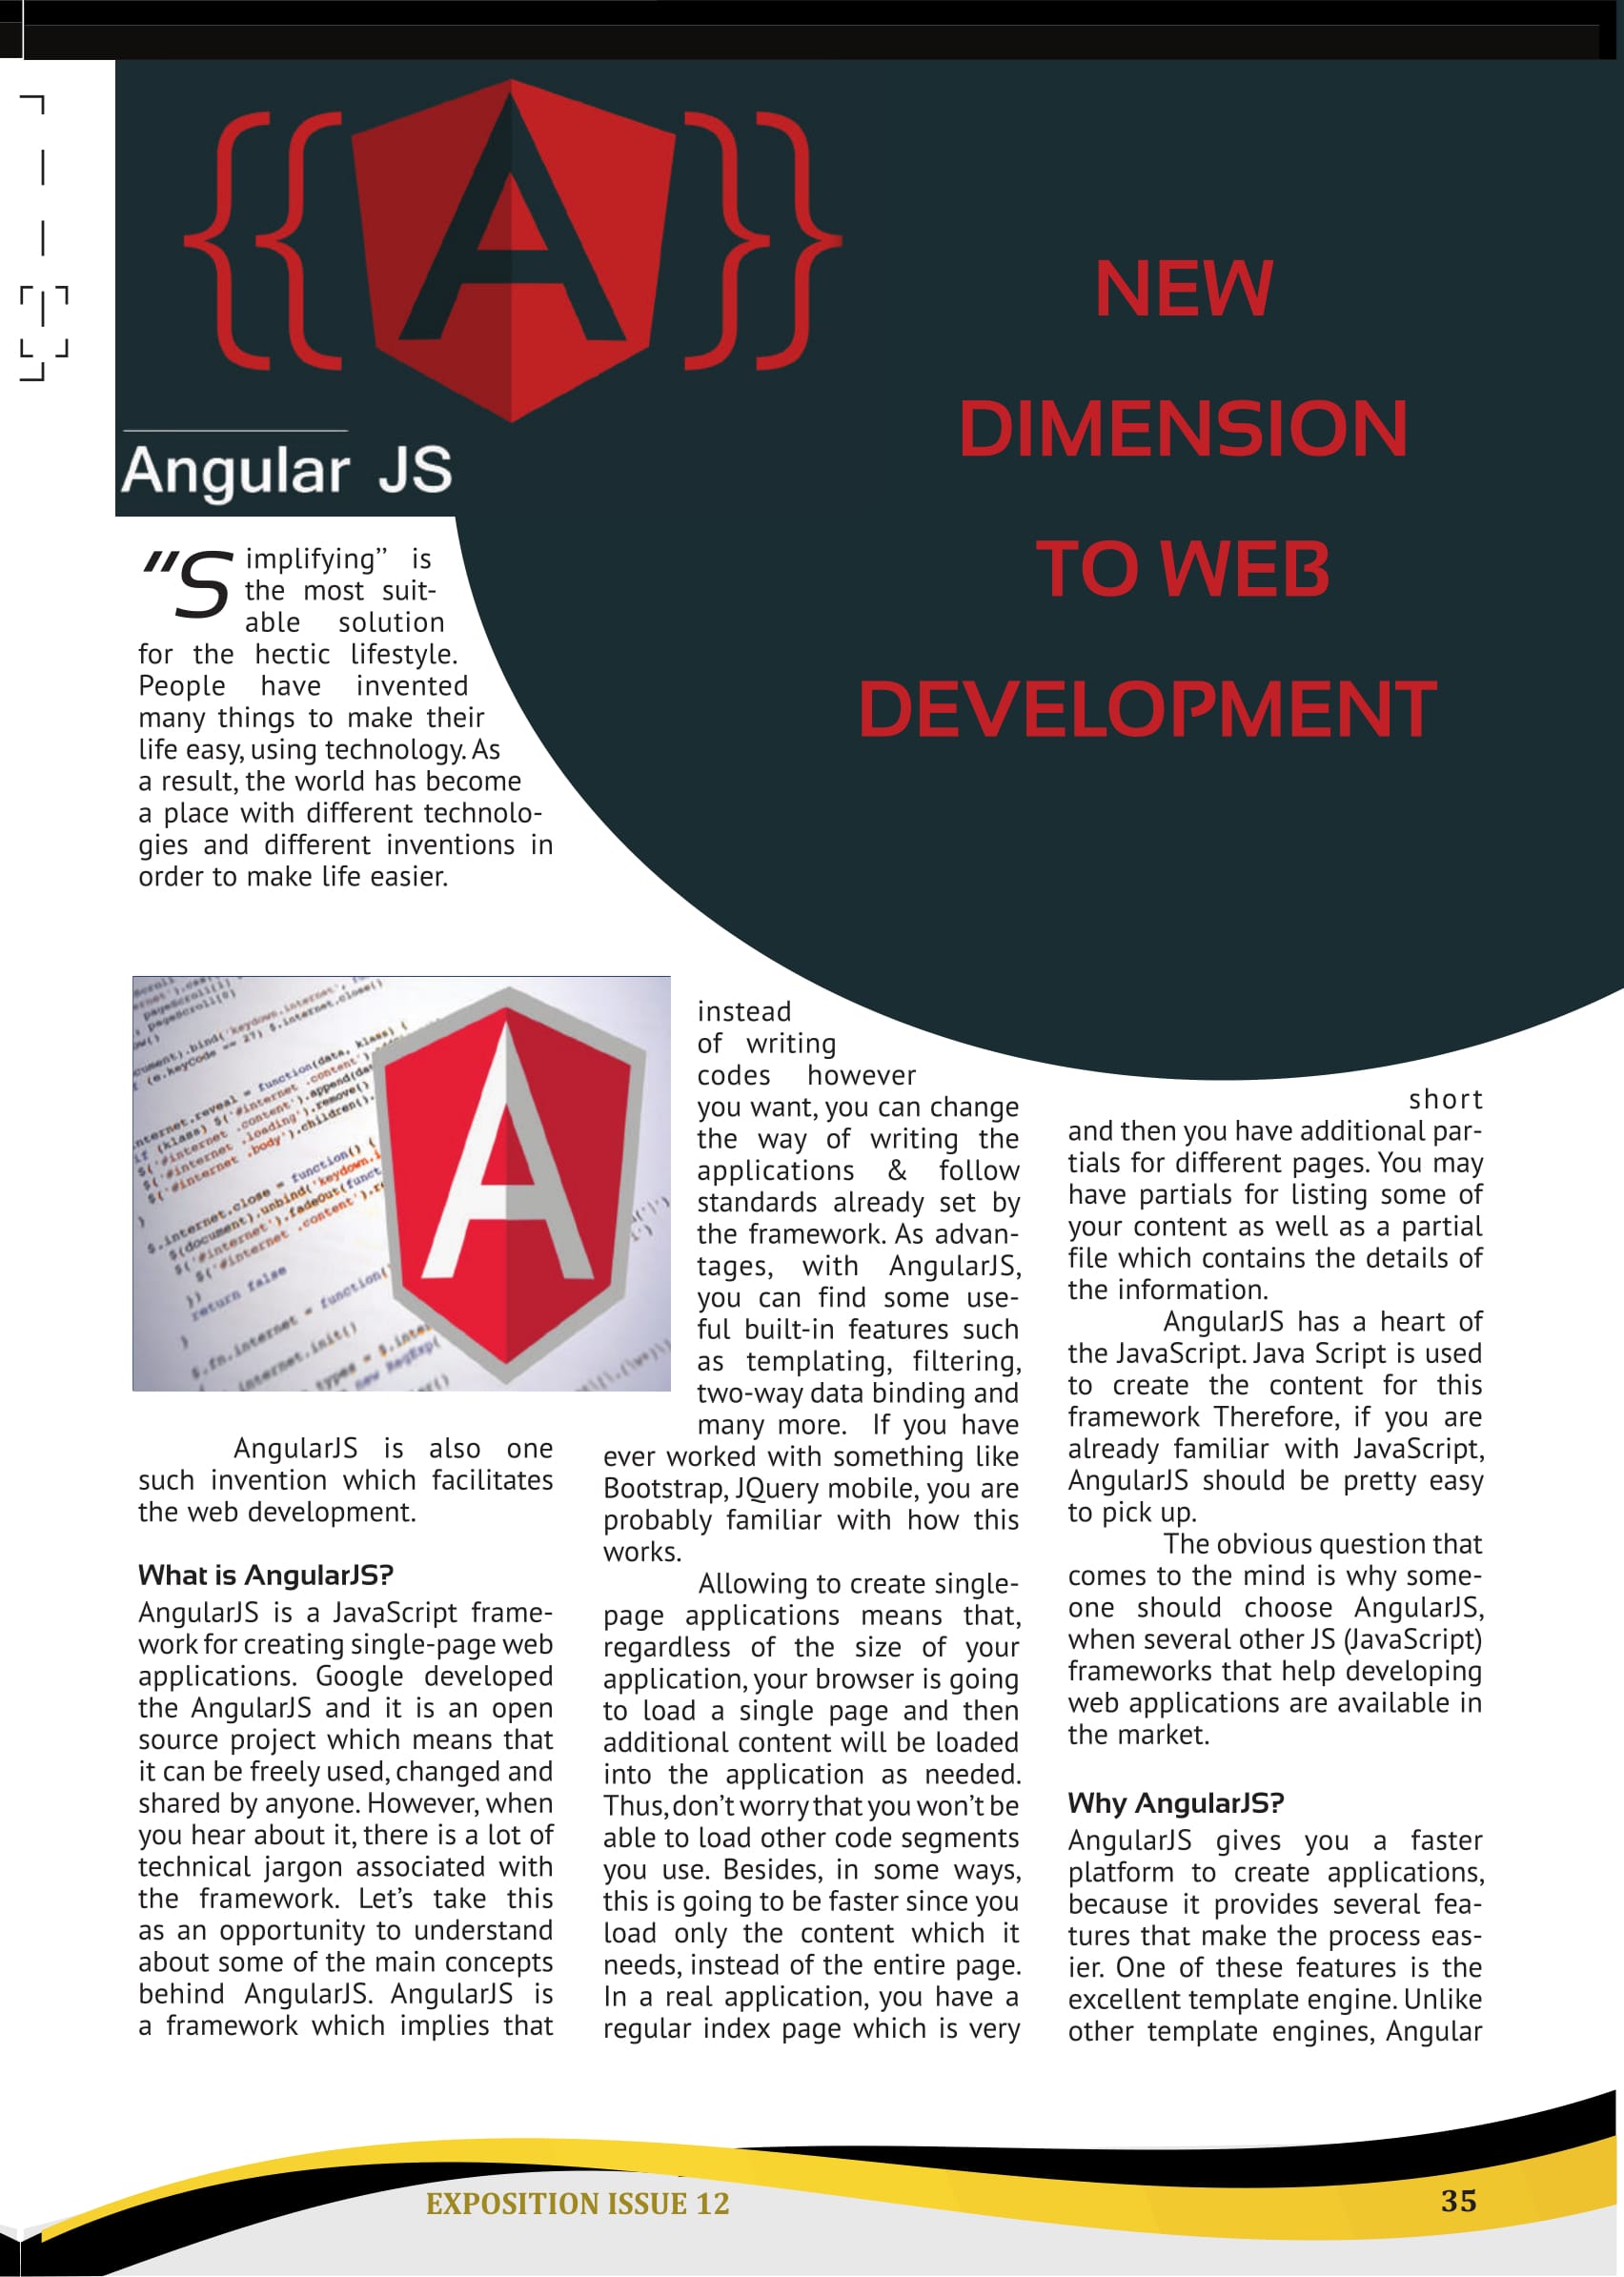 Angular JS
NEW
DIMENSION
TO WEB
DEVELOPMENT
“Simplifying” is
the most suit-
able solution
for the hectic lifestyle.
People have invented
many things to make their
life easy, using technology. As
a result, the world has become
a place with different technolo-
gies and different inventions in
order to make life easier.
AngularJS is also one
such invention which facilitates
the web development.
What is AngularJS?
AngularJS is a JavaScript frame-
work for creating single-page web
applications. Google developed
the AngularJS and it is an open
source project which means that
it can be freely used, changed and
shared by anyone. However, when
you hear about it, there is a lot of
technical jargon associated with
the framework. Let’s take this
as an opportunity to understand
about some of the main concepts
behind AngularJS. AngularJS is
a framework which implies that
instead
of writing
codes however
you want, you can change
the way of writing the
applications & follow
standards already set by
the framework. As advan-
tages, with AngularJS,
you can find some use-
ful built-in features such
as templating, filtering,
two-way data binding and
many more. If you have
ever worked with something like
Bootstrap, JQuery mobile, you are
probably familiar with how this
works.
Allowing to create single-
page applications means that,
regardless of the size of your
application, your browser is going
to load a single page and then
additional content will be loaded
into the application as needed.
Thus, don’t worry that you won’t be
able to load other code segments
you use. Besides, in some ways,
this is going to be faster since you
load only the content which it
needs, instead of the entire page.
In a real application, you have a
regular index page which is very
short
and then you have additional par-
tials for different pages. You may
have partials for listing some of
your content as well as a partial
file which contains the details of
the information.
AngularJS has a heart of
the JavaScript. Java Script is used
to create the content for this
framework Therefore, if you are
already familiar with JavaScript,
AngularJS should be pretty easy
to pick up.
The obvious question that
comes to the mind is why some-
one should choose AngularJS,
when several other JS (JavaScript)
frameworks that help developing
web applications are available in
the market.
Why AngularJS?
AngularJS gives you a faster
platform to create applications,
because it provides several fea-
tures that make the process eas-
ier. One of these features is the
excellent template engine. Unlike
other template engines, Angular
EXPOSITION ISSUE 12
35